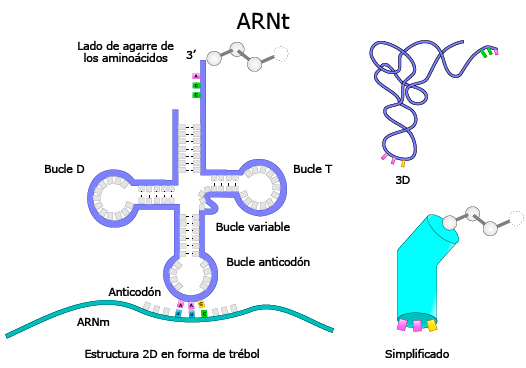 ARNt
Lado de agarre de
los aminoácidos
3′
A
C
C
Bucle D
Bucle T
3D
Bucle variable
Bucle anticodón
Anticodón
A A G
ARNm
Estructura 2D en forma de trébol
Simplificado